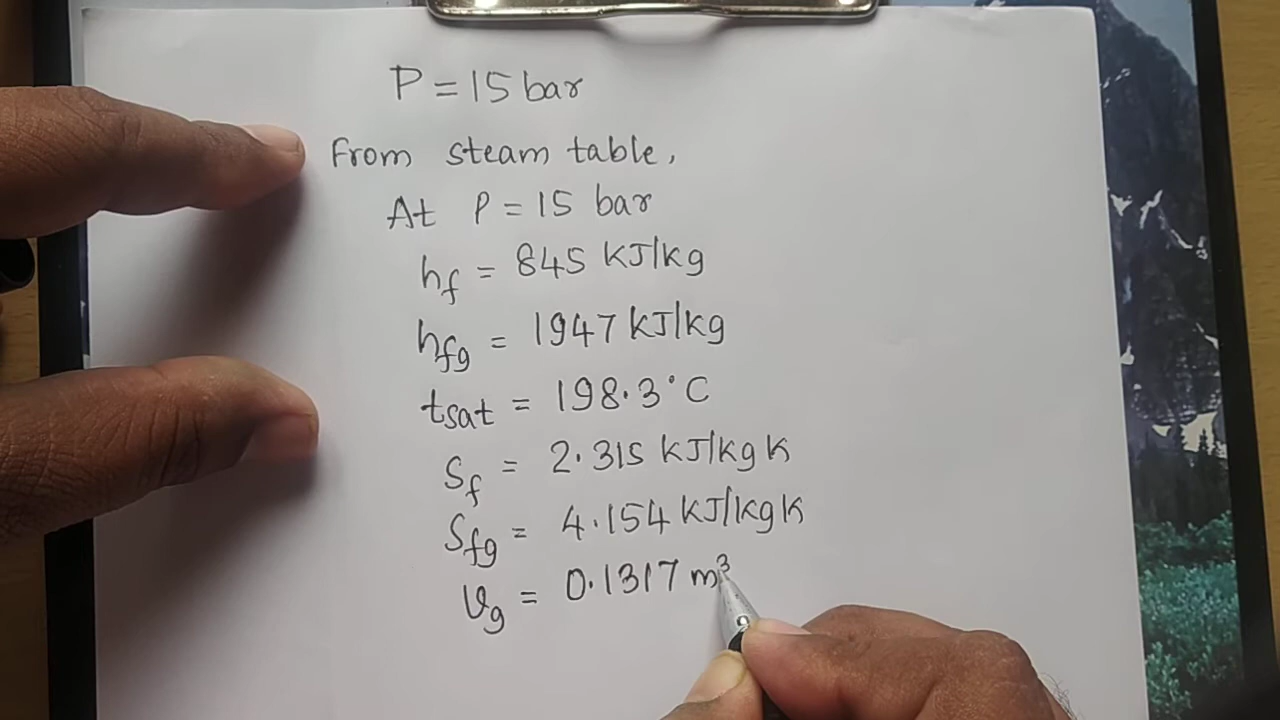 P = 15 bar
From steam table,
At P = 15 bar
hf = 845 KJ/kg
hfg = 1947 KJ/kg
tsat = 198.3°C
Sf = 2.315 KJ/kg K
Sfg = 4.154 KJ/kg K
vg = 0.1317 m³